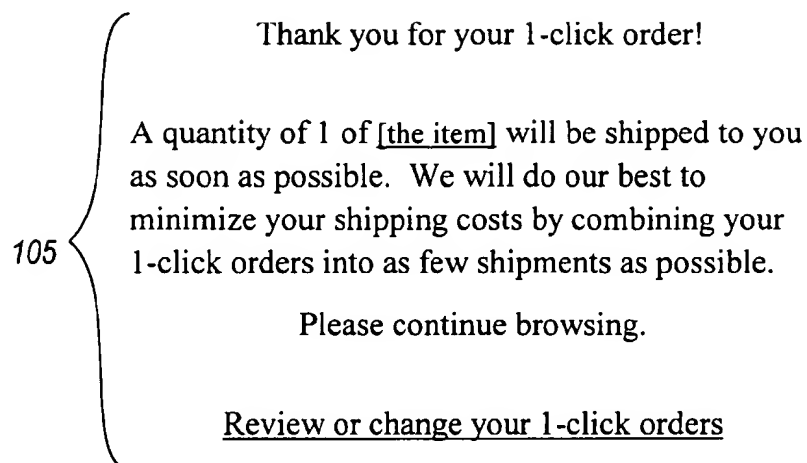 Thank you for your 1-click order!
A quantity of 1 of [the item] will be shipped to you
as soon as possible. We will do our best to
minimize your shipping costs by combining your
1-click orders into as few shipments as possible.
105
Please continue browsing.
Review or change your 1-click orders